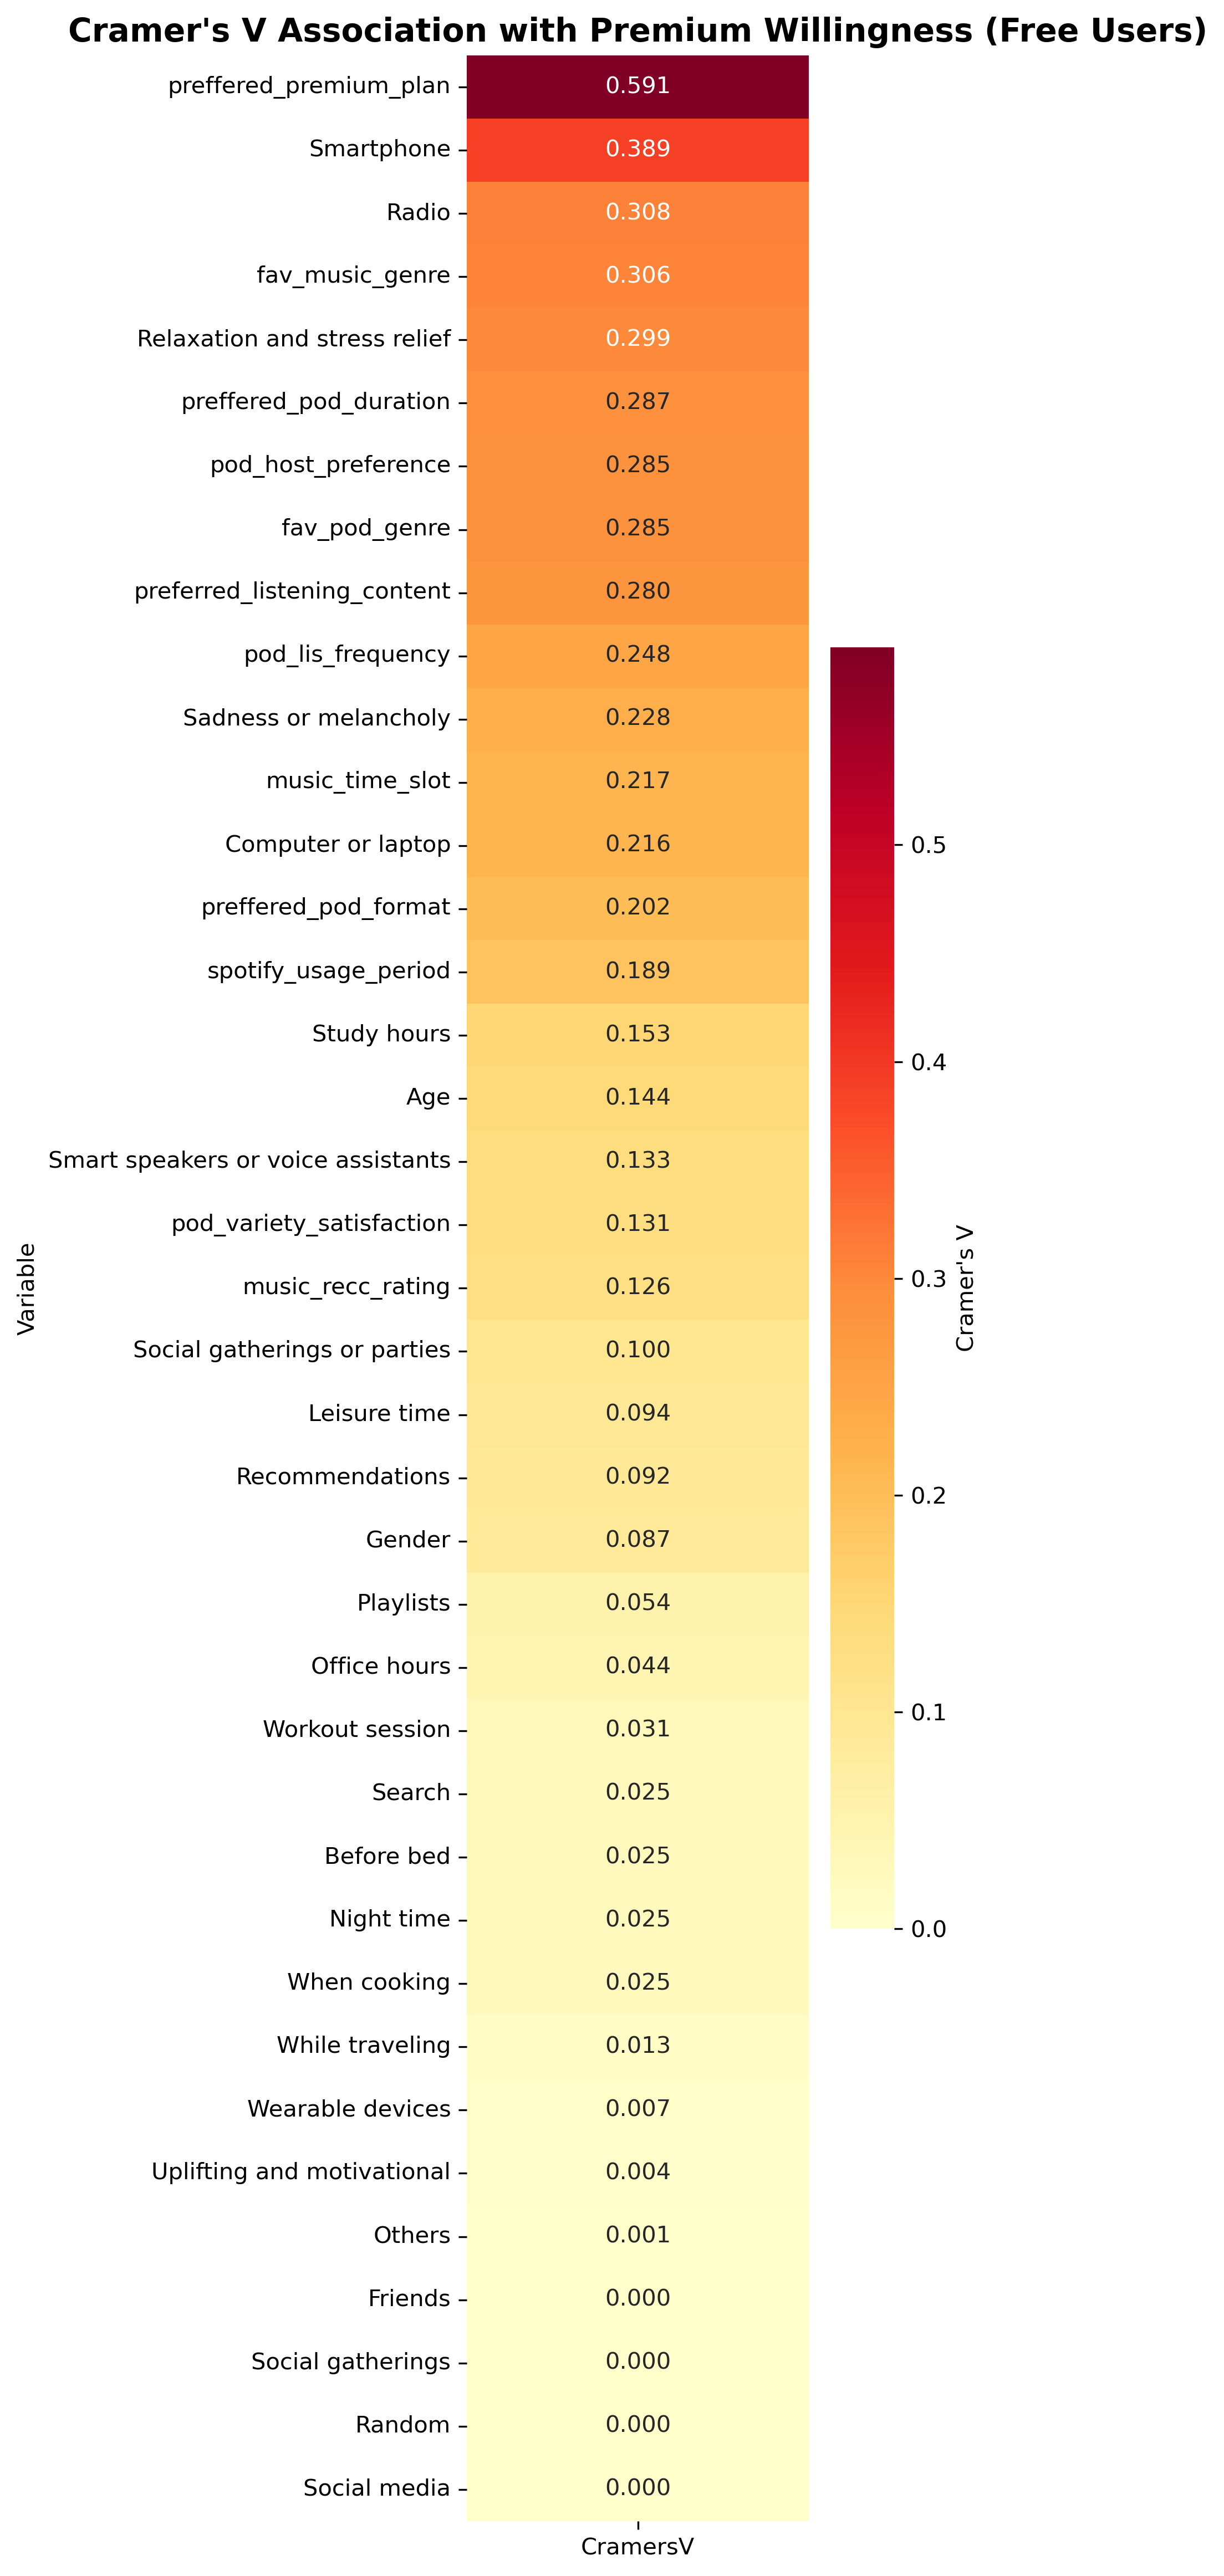 Cramer's V Association with Premium Willingness (Free Users)
preffered_premium_plan 0.591
Smartphone 0.389
Radio 0.308
fav_music_genre 0.306
Relaxation and stress relief 0.299
preffered_pod_duration 0.287
pod_host_preference 0.285
fav_pod_genre 0.285
preferred_listening_content 0.280
pod_lis_frequency 0.248
Sadness or melancholy 0.228
music_time_slot 0.217
Computer or laptop 0.216
preffered_pod_format 0.202
spotify_usage_period 0.189
Study hours 0.153
Age 0.144
Smart speakers or voice assistants 0.133
pod_variety_satisfaction 0.131
music_recc_rating 0.126
Social gatherings or parties 0.100
Leisure time 0.094
Recommendations 0.092
Gender 0.087
Playlists 0.054
Office hours 0.044
Workout session 0.031
Search 0.025
Before bed 0.025
Night time 0.025
When cooking 0.025
While traveling 0.013
Wearable devices 0.007
Uplifting and motivational 0.004
Others 0.001
Friends 0.000
Social gatherings 0.000
Random 0.000
Social media 0.000
CramersV
Variable
0.5
0.4
0.3
0.2
0.1
0.0
Cramer's V